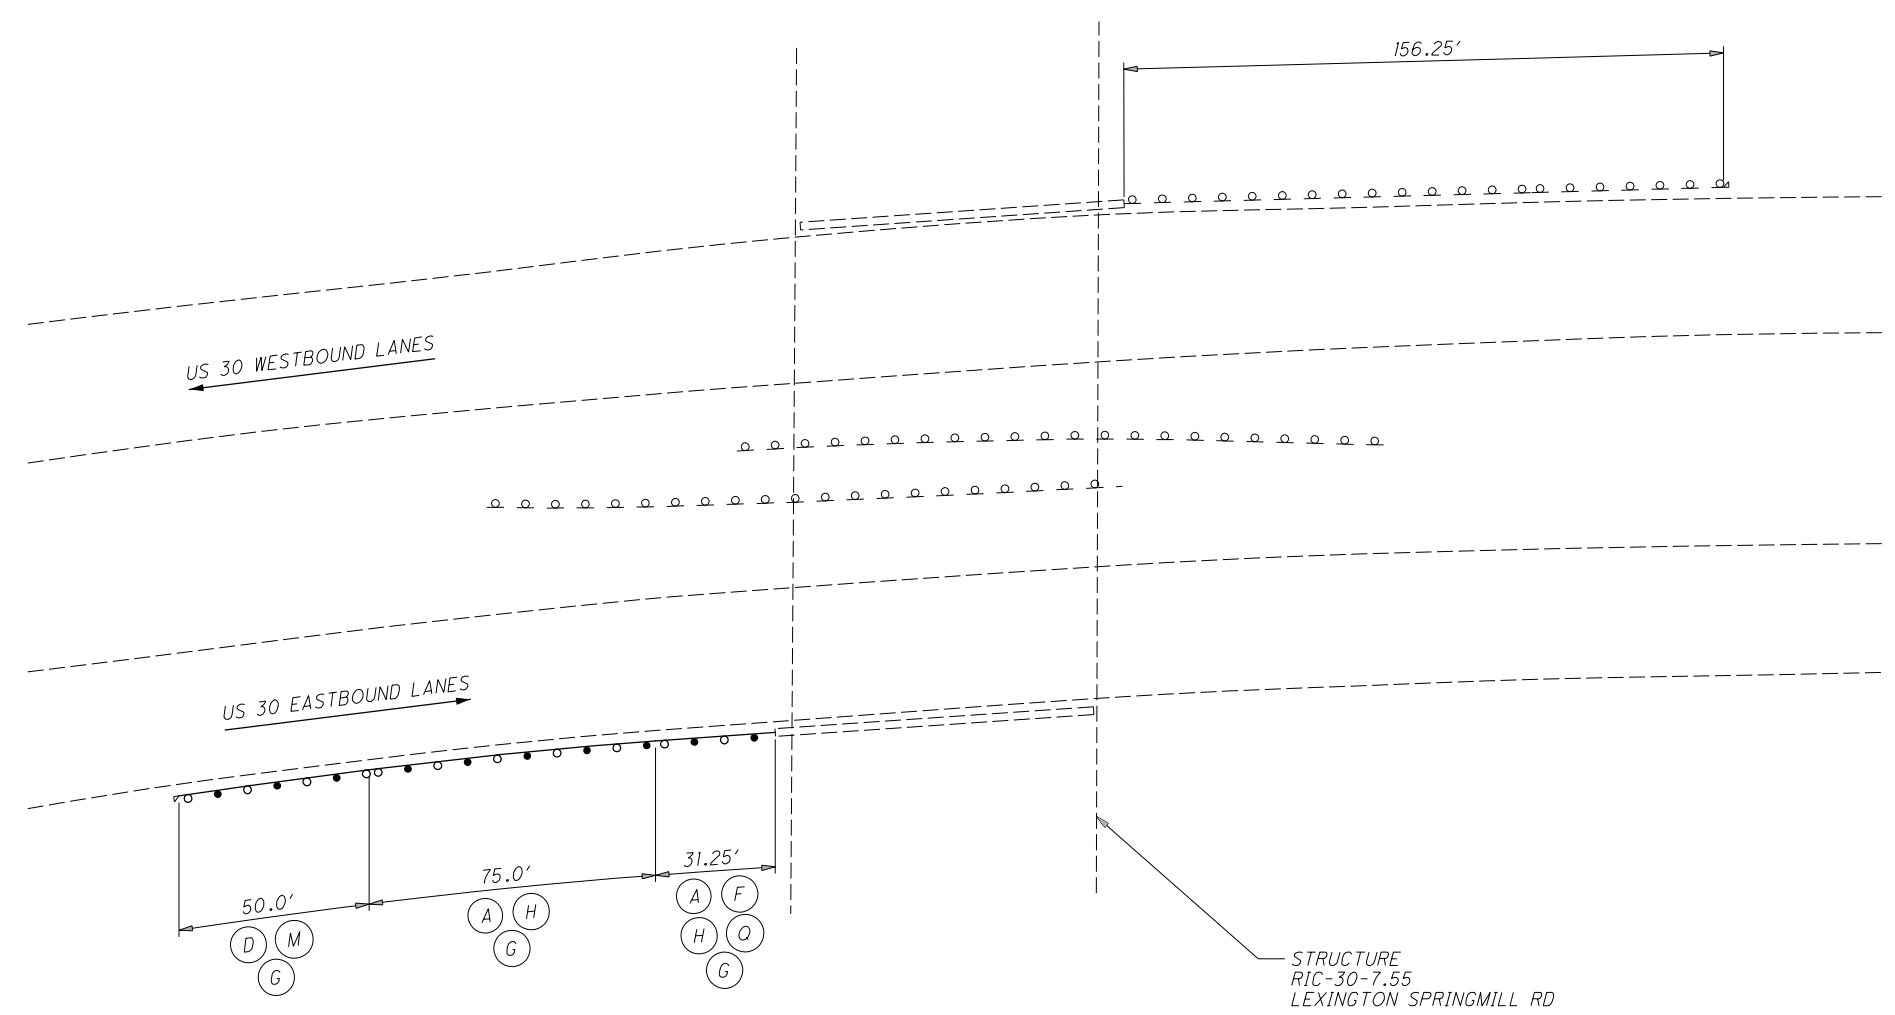 156.25'
US 30 WESTBOUND LANES
US 30 EASTBOUND LANES
31.25'
75.0'
50.0'
A F
H Q
G
A H
G
D M
G
STRUCTURE
RIC-30-7.55
LEXINGTON SPRINGMILL RD